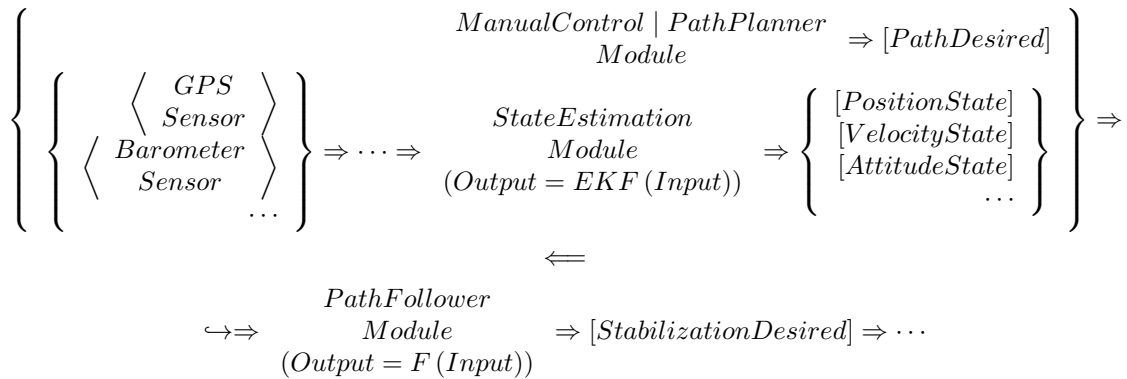 ManualControl | PathPlanner
Module
⇒ [PathDesired]
GPS
Sensor
Barometer
Sensor
...
⇒ ··· ⇒
StateEstimation
Module
(Output = EKF (Input))
⇒
[PositionState]
[VelocityState]
[AttitudeState]
...
⇒
⟸
↪⇒
PathFollower
Module
(Output = F (Input))
⇒ [StabilizationDesired] ⇒ ···